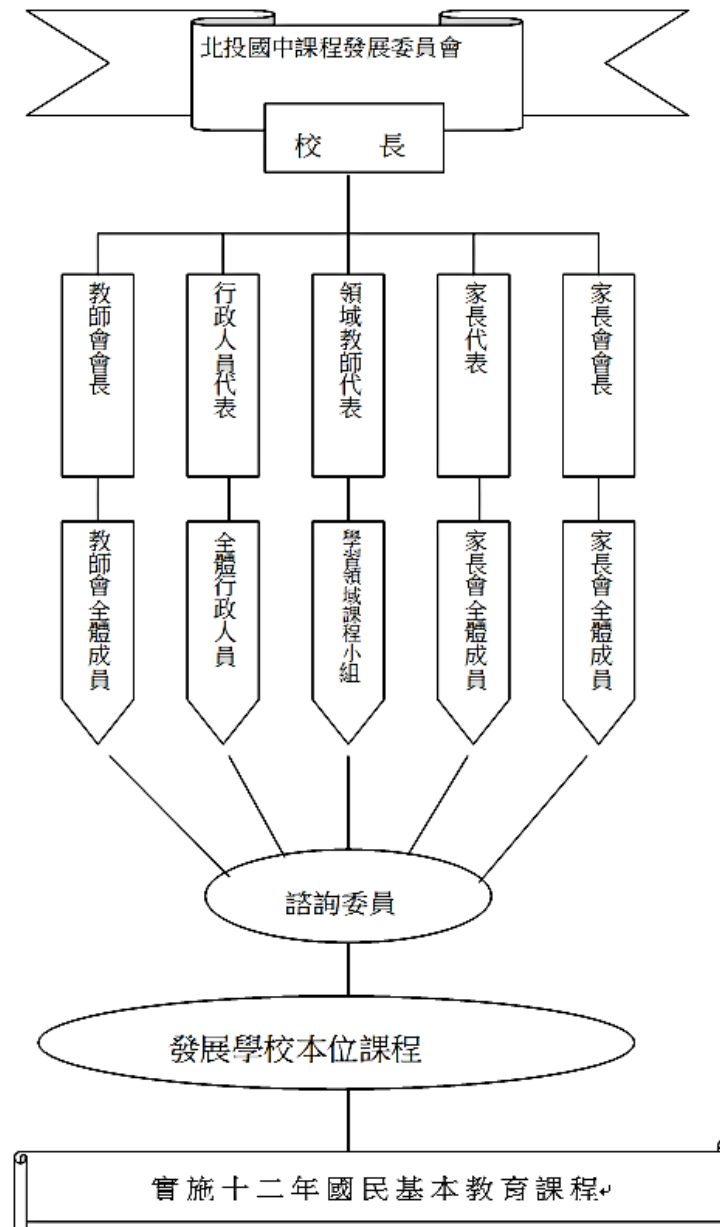 北投國中課程發展委員會
校長
教師會會長
行政人員代表
領域教師代表
家長代表
家長會會長
教師會全體成員
全體行政人員
學習領域課程小組
家長會全體成員
家長會全體成員
諮詢委員
發展學校本位課程
實施十二年國民基本教育課程